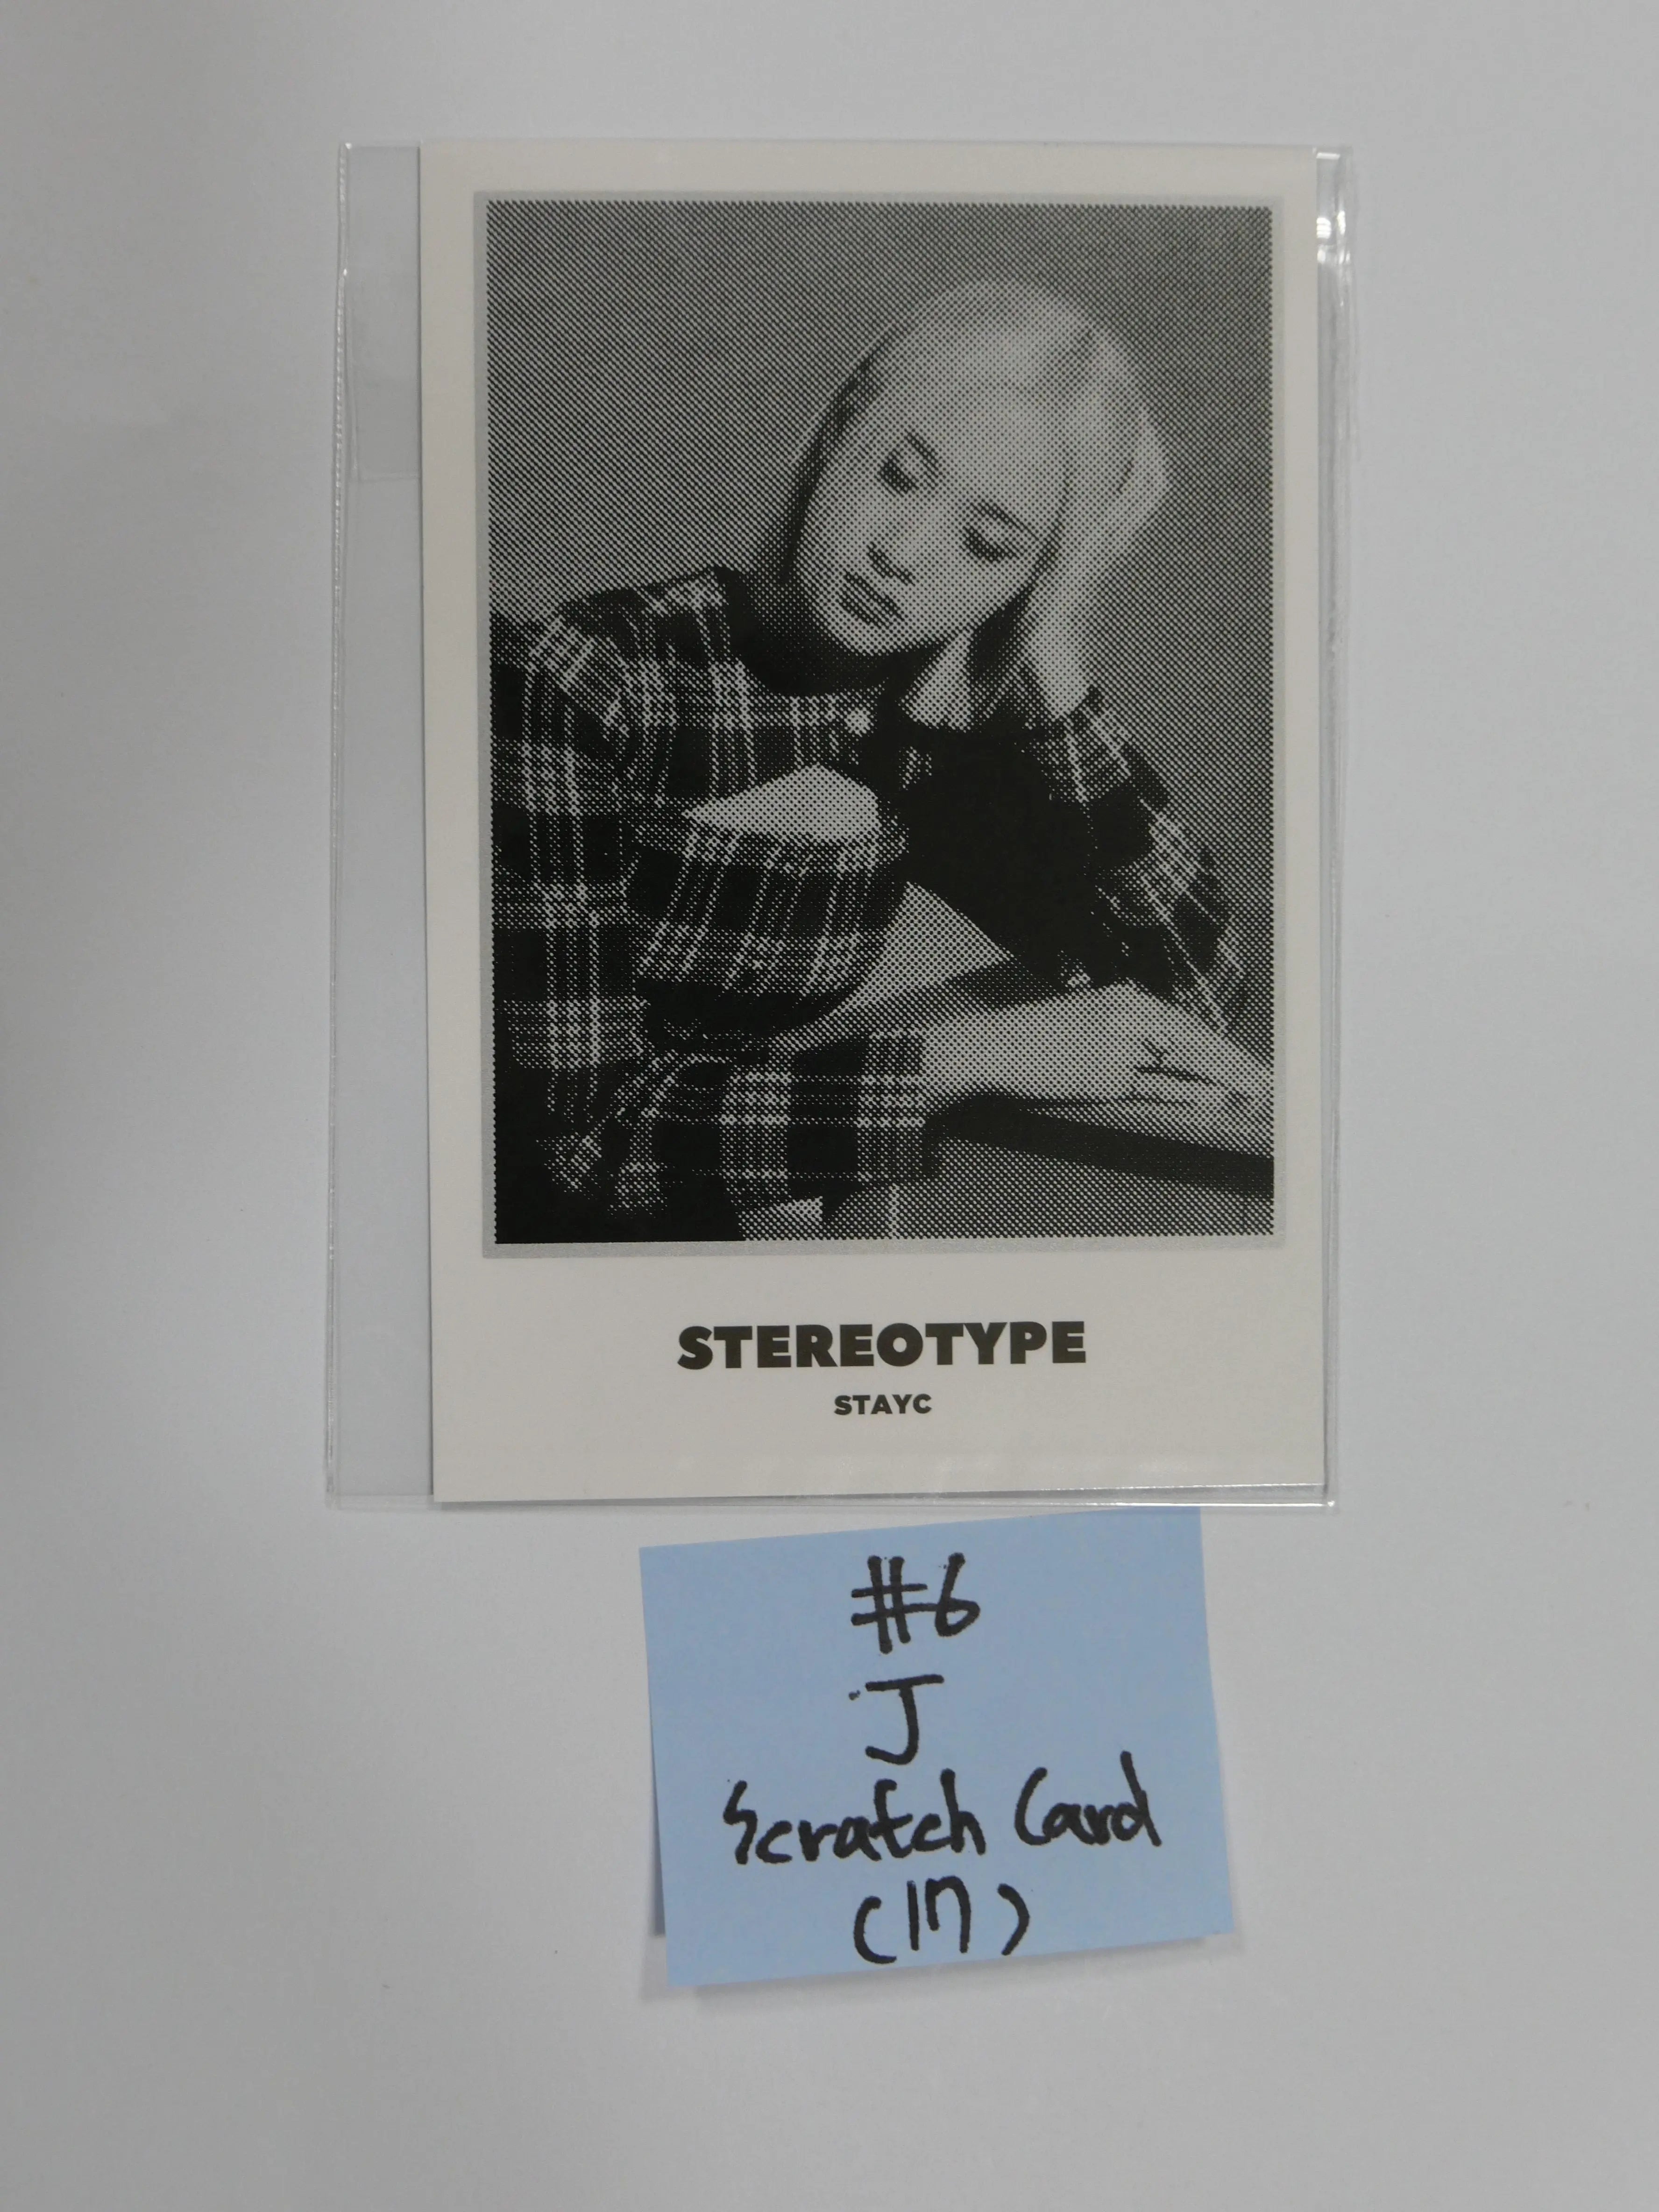 STEREOTYPE
STAYC
#6
J
Scratch Card
(17)